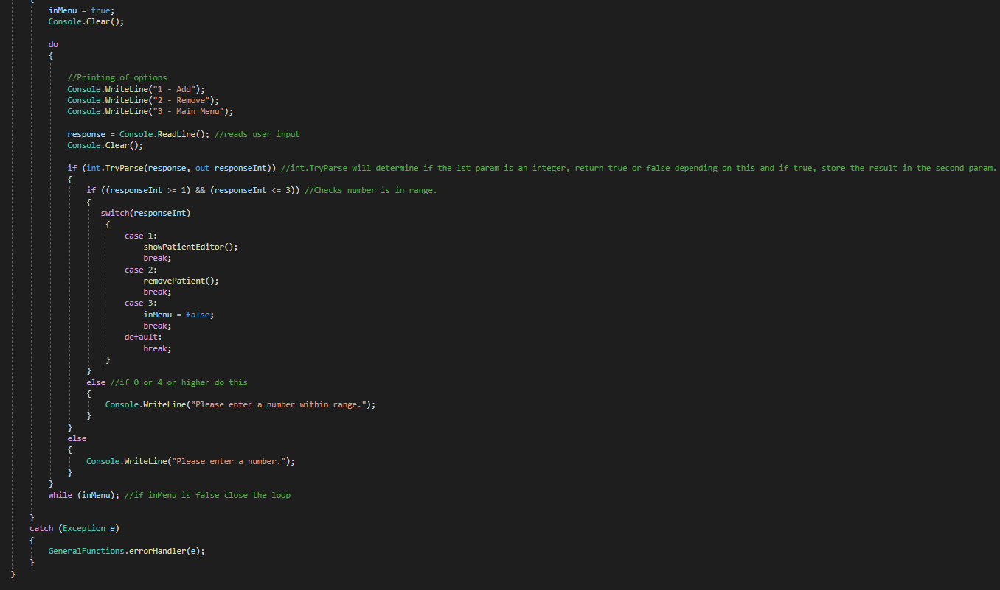 {
inMenu = true;
Console.Clear();
do
{
//Printing of options
Console.WriteLine("1 - Add");
Console.WriteLine("2 - Remove");
Console.WriteLine("3 - Main Menu");
response = Console.ReadLine(); //reads user input
Console.Clear();
if (int.TryParse(response, out responseInt)) //int.TryParse will determine if the 1st param is an integer, return true or false depending on this and if true, store the result in the second param.
{
if ((responseInt >= 1) && (responseInt <= 3)) //Checks number is in range.
{
switch(responseInt)
{
case 1:
showPatientEditor();
break;
case 2:
removePatient();
break;
case 3:
inMenu = false;
break;
default:
break;
}
}
else //if 0 or 4 or higher do this
{
Console.WriteLine("Please enter a number within range.");
}
}
else
{
Console.WriteLine("Please enter a number.");
}
}
while (inMenu); //if inMenu is false close the loop
}
catch (Exception e)
{
GeneralFunctions.errorHandler(e);
}
}